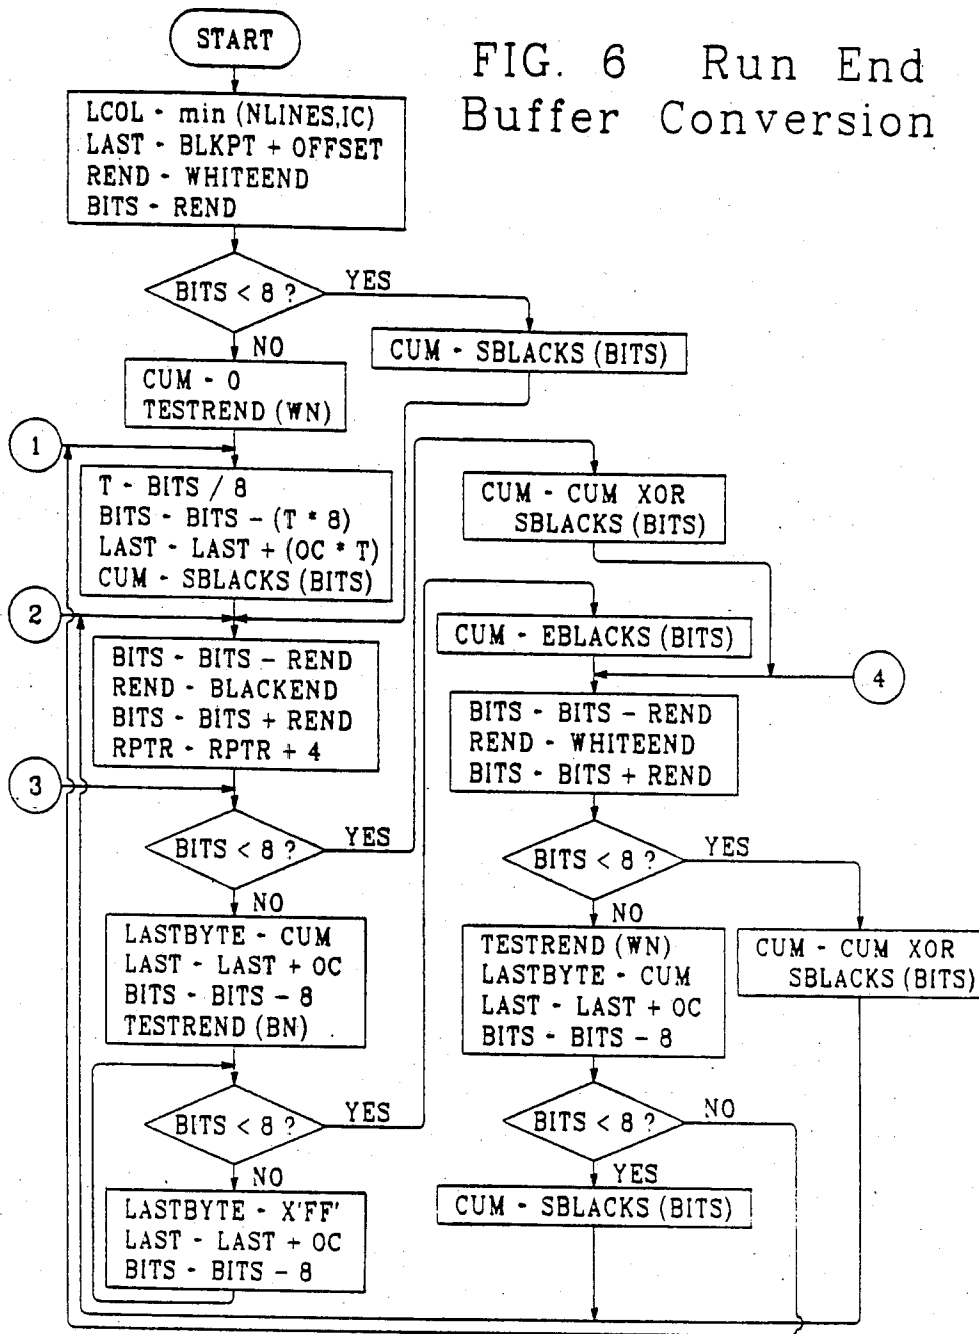 START
FIG. 6 Run End
Buffer Conversion
LCOL - min (NLINES,IC)
LAST - BLKPT + OFFSET
REND - WHITEEND
BITS - REND
BITS < 8 ?
YES
NO
CUM - SBLACKS (BITS)
CUM - 0
TESTREND (WN)
1
T - BITS / 8
BITS - BITS - (T * 8)
LAST - LAST + (OC * T)
CUM - SBLACKS (BITS)
CUM - CUM XOR
SBLACKS (BITS)
2
BITS - BITS - REND
REND - BLACKEND
BITS - BITS + REND
RPTR - RPTR + 4
CUM - EBLACKS (BITS)
4
BITS - BITS - REND
REND - WHITEEND
BITS - BITS + REND
3
BITS < 8 ?
YES
NO
BITS < 8 ?
YES
NO
LASTBYTE - CUM
LAST - LAST + OC
BITS - BITS - 8
TESTREND (BN)
TESTREND (WN)
LASTBYTE - CUM
LAST - LAST + OC
BITS - BITS - 8
CUM - CUM XOR
SBLACKS (BITS)
BITS < 8 ?
YES
NO
BITS < 8 ?
NO
YES
LASTBYTE - X'FF'
LAST - LAST + OC
BITS - BITS - 8
CUM - SBLACKS (BITS)